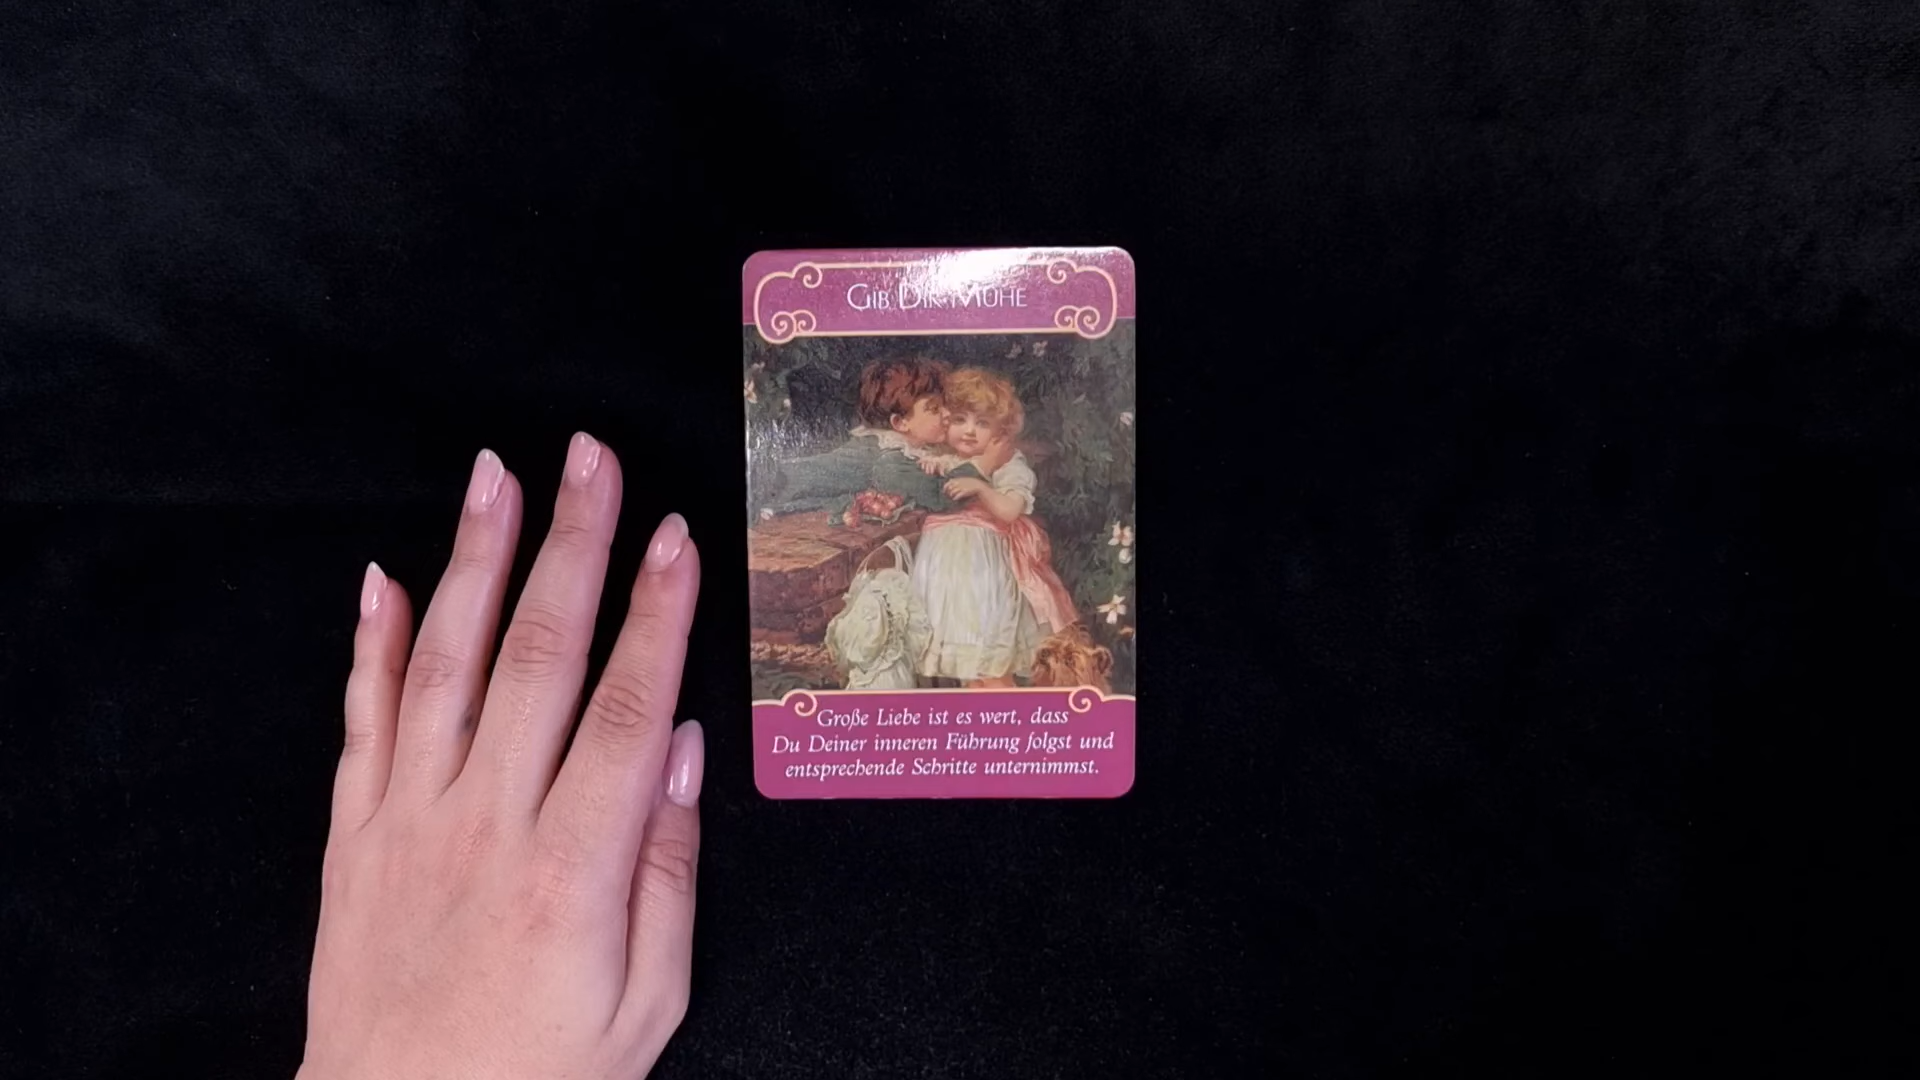 Gib Dir Mühe
Große Liebe ist es wert, dass
Du Deiner inneren Führung folgst und
entsprechende Schritte unternimmst.